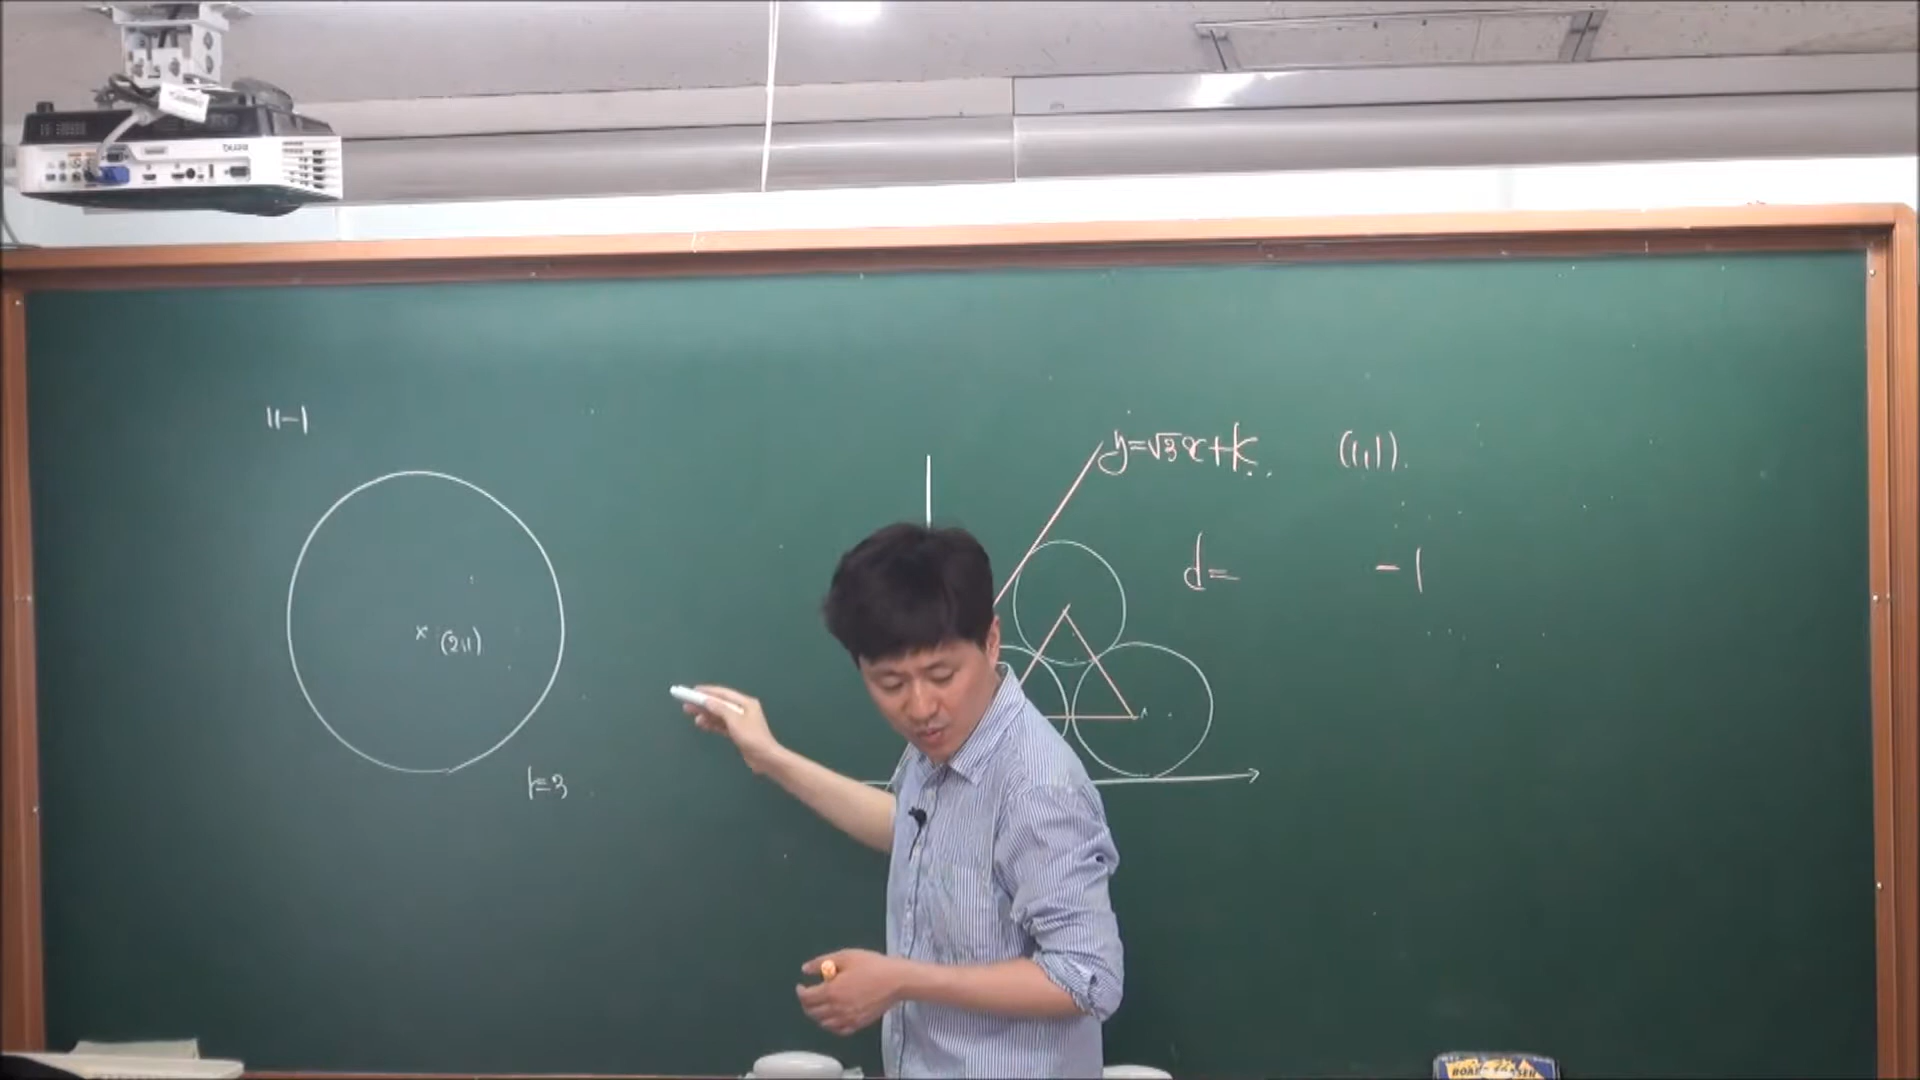 11-1
(2,1)
r=3
y=√3x+k
(1,1).
d=
-1